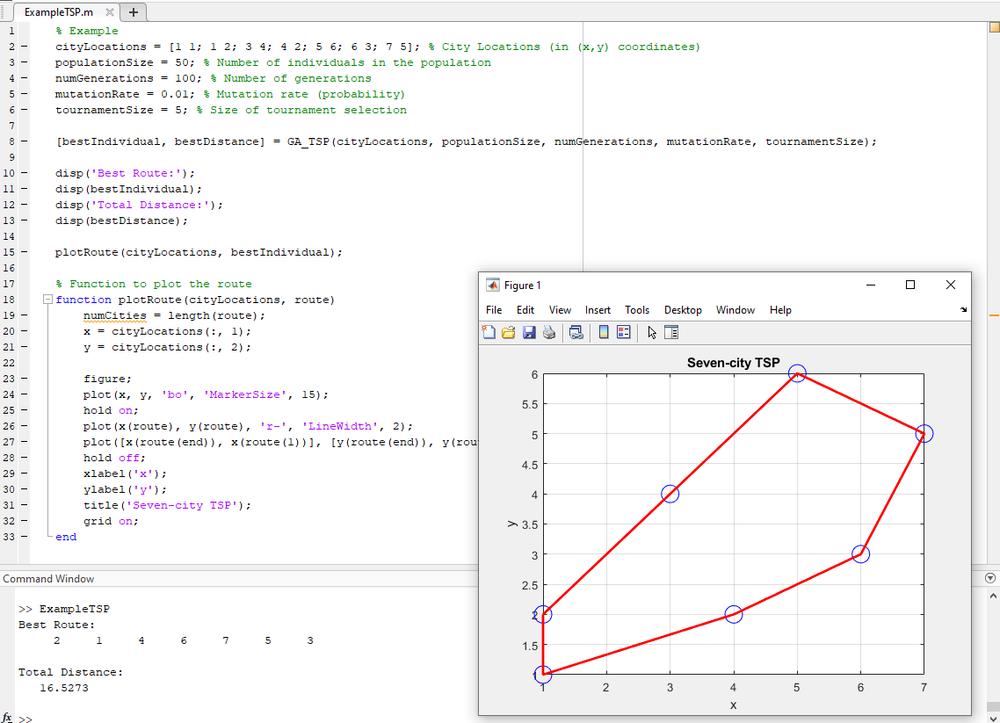 ExampleTSP.m
1 % Example
2 cityLocations = [1 1; 1 2; 3 4; 4 2; 5 6; 6 3; 7 5]; % City Locations (in (x,y) coordinates)
3 populationSize = 50; % Number of individuals in the population
4 numGenerations = 100; % Number of generations
5 mutationRate = 0.01; % Mutation rate (probability)
6 tournamentSize = 5; % Size of tournament selection
7
8 [bestIndividual, bestDistance] = GA_TSP(cityLocations, populationSize, numGenerations, mutationRate, tournamentSize);
9
10 disp('Best Route:');
11 disp(bestIndividual);
12 disp('Total Distance:');
13 disp(bestDistance);
14
15 plotRoute(cityLocations, bestIndividual);
16
17 % Function to plot the route
18 function plotRoute(cityLocations, route)
19 numCities = length(route);
20 x = cityLocations(:, 1);
21 y = cityLocations(:, 2);
22
23 figure;
24 plot(x, y, 'bo', 'MarkerSize', 15);
25 hold on;
26 plot(x(route), y(route), 'r-', 'LineWidth', 2);
27 plot([x(route(end)), x(route(1))], [y(route(end)), y(rou
28 hold off;
29 xlabel('x');
30 ylabel('y');
31 title('Seven-city TSP');
32 grid on;
33 end
Figure 1
File Edit View Insert Tools Desktop Window Help
Seven-city TSP
6
5.5
5
4.5
4
3.5
3
2.5
2
1.5
1
y
1 2 3 4 5 6 7
x
Command Window
>> ExampleTSP
Best Route:
2 1 4 6 7 5 3
Total Distance:
16.5273
fx >>